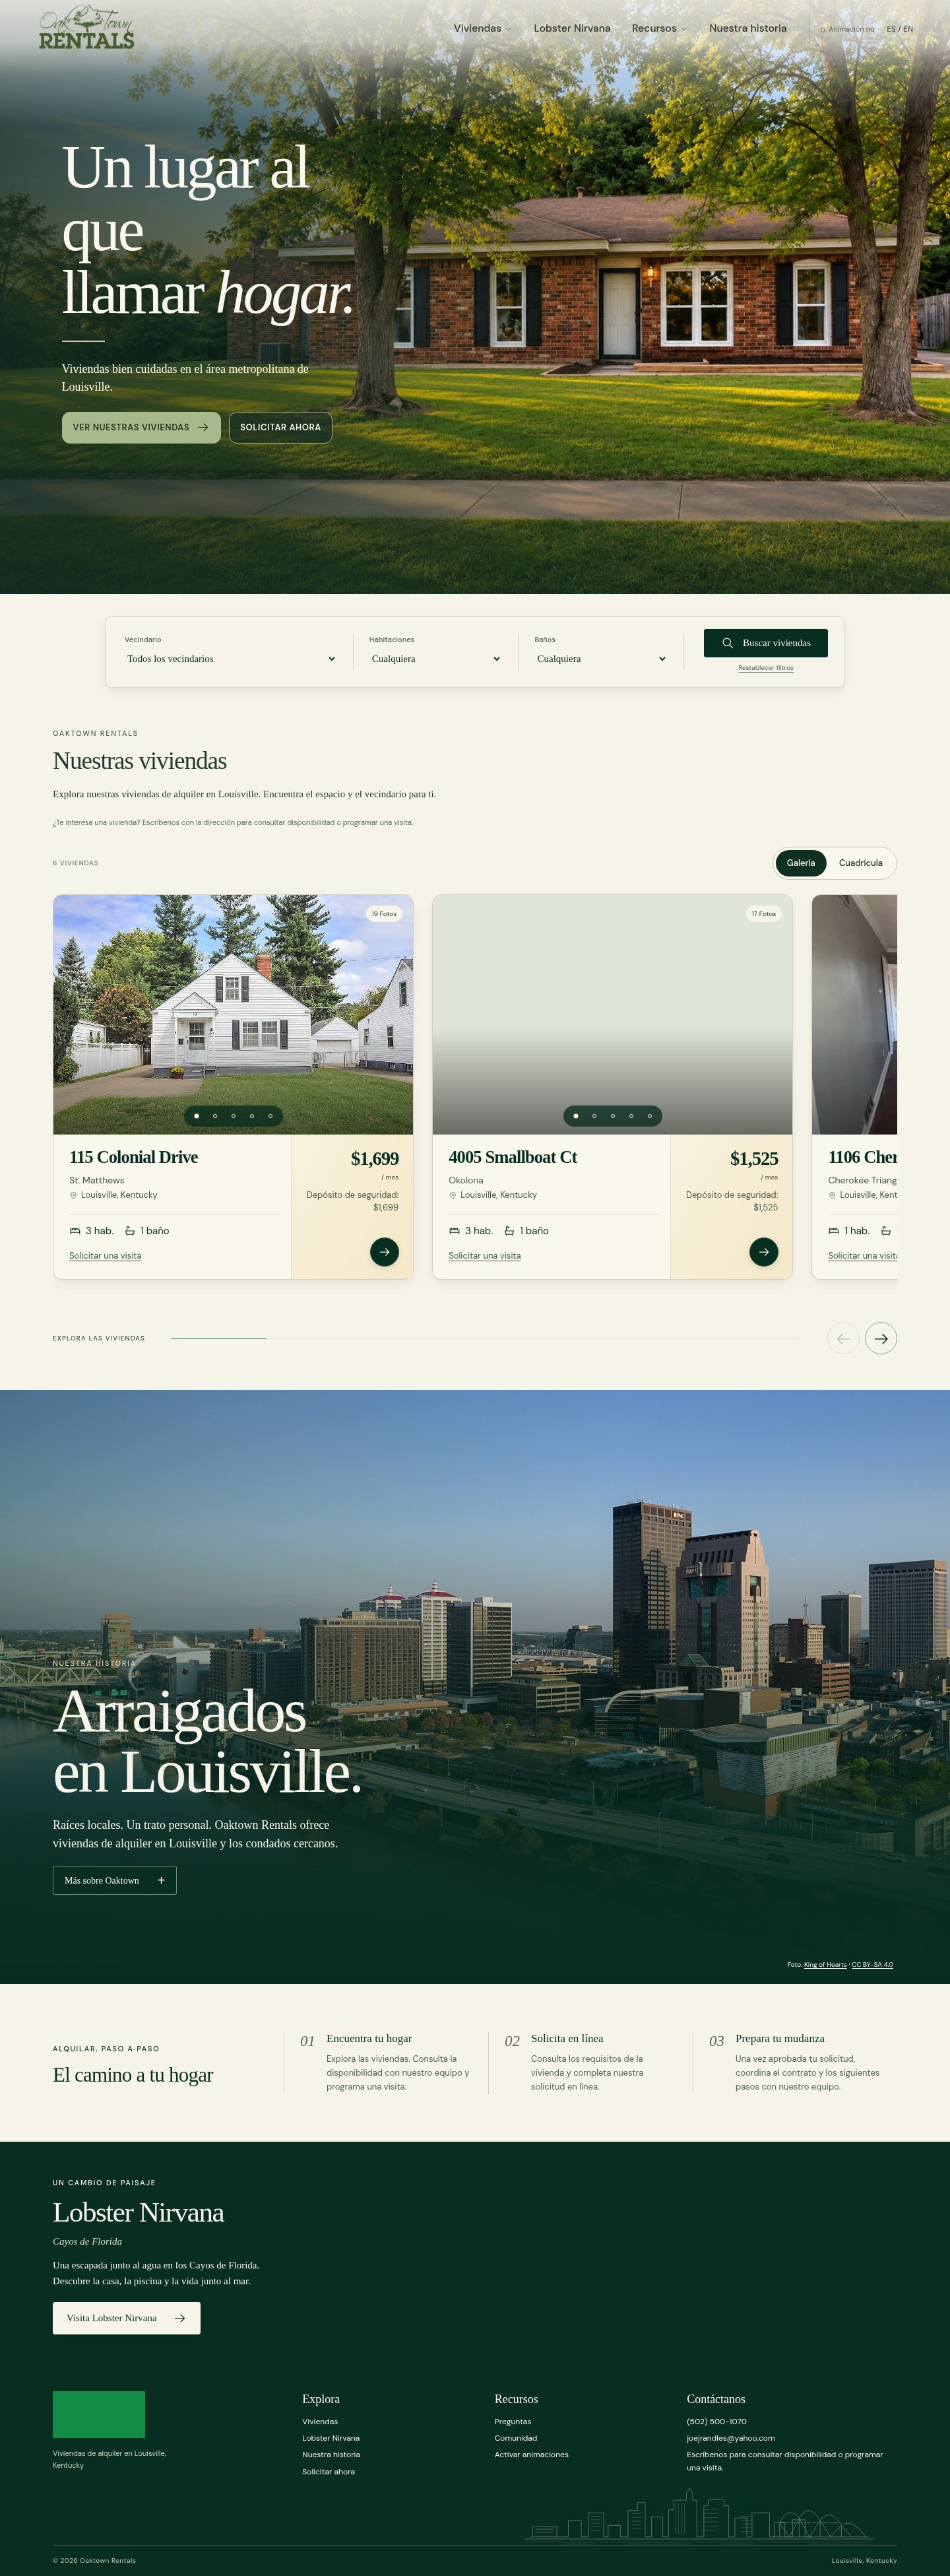 Oak Town
RENTALS
Viviendas
Lobster Nirvana
Recursos
Nuestra historia
Animación no
ES / EN
Un lugar al
que
llamar hogar.
Viviendas bien cuidadas en el área metropolitana de
Louisville.
VER NUESTRAS VIVIENDAS
SOLICITAR AHORA
Vecindario
Todos los vecindarios
Habitaciones
Cualquiera
Baños
Cualquiera
Buscar viviendas
Restablecer filtros
OAKTOWN RENTALS
Nuestras viviendas
Explora nuestras viviendas de alquiler en Louisville. Encuentra el espacio y el vecindario para ti.
¿Te interesa una vivienda? Escríbenos con la dirección para consultar disponibilidad o programar una visita.
6 VIVIENDAS
Galería
Cuadrícula
19 Fotos
115 Colonial Drive
St. Matthews
Louisville, Kentucky
3 hab.
1 baño
Solicitar una visita
$1,699
/ mes
Depósito de seguridad:
$1,699
17 Fotos
4005 Smallboat Ct
Okolona
Louisville, Kentucky
3 hab.
1 baño
Solicitar una visita
$1,525
/ mes
Depósito de seguridad:
$1,525
1106 Cher
Cherokee Triang
Louisville, Kent
1 hab.
Solicitar una visita
EXPLORA LAS VIVIENDAS
NUESTRA HISTORIA
Arraigados
en Louisville.
Raíces locales. Un trato personal. Oaktown Rentals ofrece
viviendas de alquiler en Louisville y los condados cercanos.
Más sobre Oaktown +
Foto: King of Hearts · CC BY-SA 4.0
ALQUILAR, PASO A PASO
El camino a tu hogar
01
Encuentra tu hogar
Explora las viviendas. Consulta la
disponibilidad con nuestro equipo y
programa una visita.
02
Solicita en línea
Consulta los requisitos de la
vivienda y completa nuestra
solicitud en línea.
03
Prepara tu mudanza
Una vez aprobada tu solicitud,
coordina el contrato y los siguientes
pasos con nuestro equipo.
UN CAMBIO DE PAISAJE
Lobster Nirvana
Cayos de Florida
Una escapada junto al agua en los Cayos de Florida.
Descubre la casa, la piscina y la vida junto al mar.
Visita Lobster Nirvana
Viviendas de alquiler en Louisville,
Kentucky
Explora
Viviendas
Lobster Nirvana
Nuestra historia
Solicitar ahora
Recursos
Preguntas
Comunidad
Activar animaciones
Contáctanos
(502) 500-1070
joejrandles@yahoo.com
Escríbenos para consultar disponibilidad o programar
una visita.
© 2026 Oaktown Rentals
Louisville, Kentucky